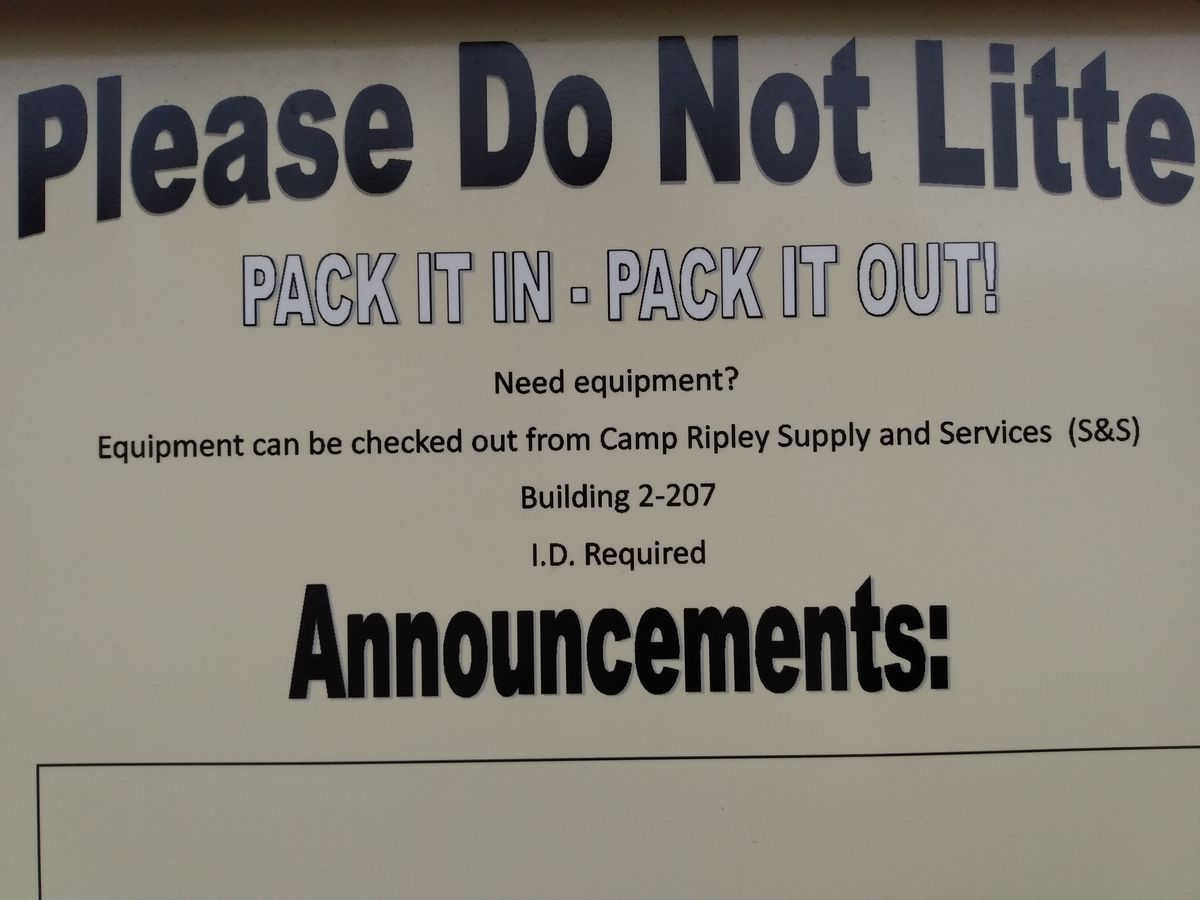 Please Do Not Litte
PACK IT IN - PACK IT OUT!
Need equipment?
Equipment can be checked out from Camp Ripley Supply and Services (S&S)
Building 2-207
I.D. Required
Announcements: